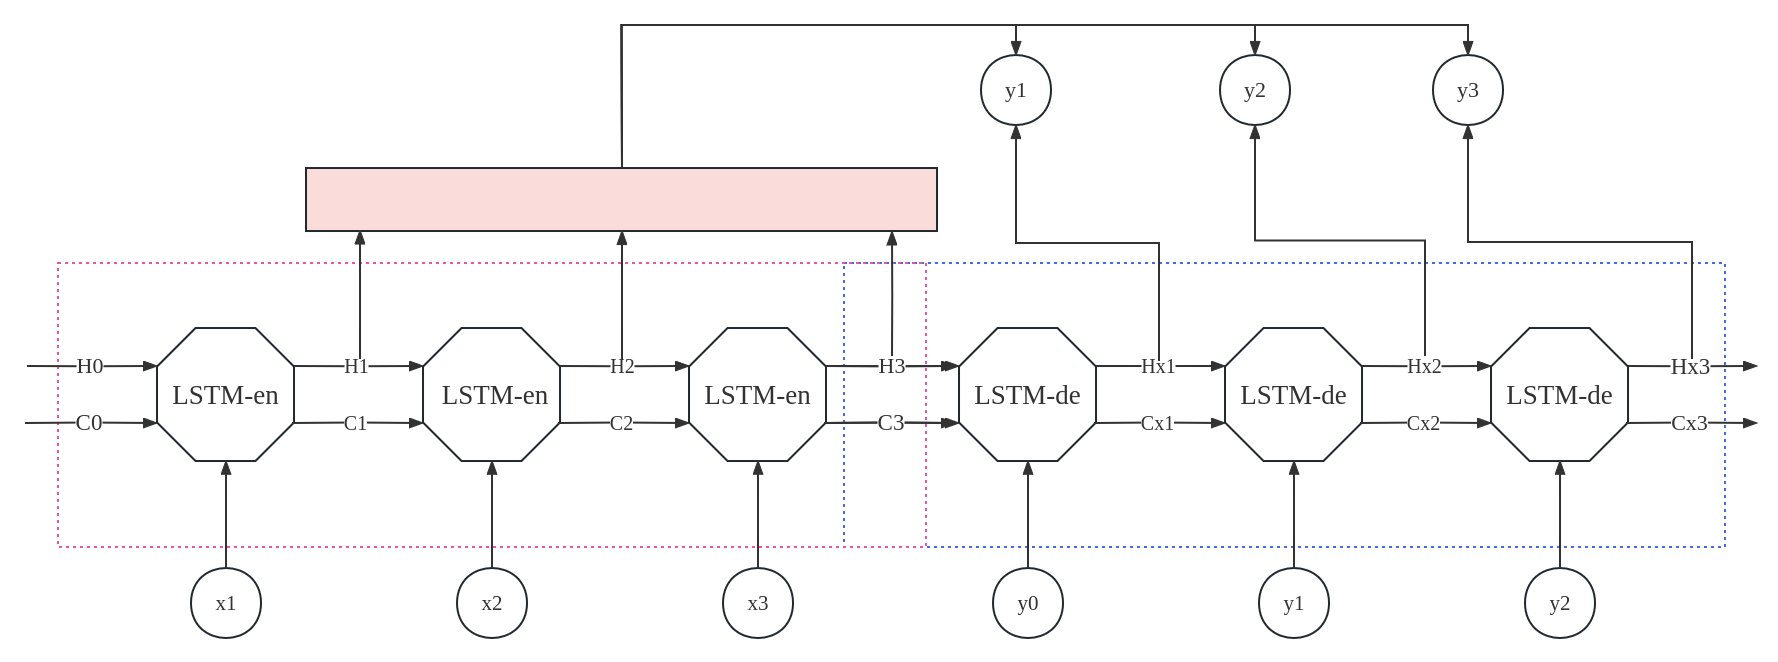 y1
y2
y3
H0
H1
H2
H3
Hx1
Hx2
Hx3
LSTM-en
LSTM-en
LSTM-en
LSTM-de
LSTM-de
LSTM-de
C0
C1
C2
C3
Cx1
Cx2
Cx3
x1
x2
x3
y0
y1
y2